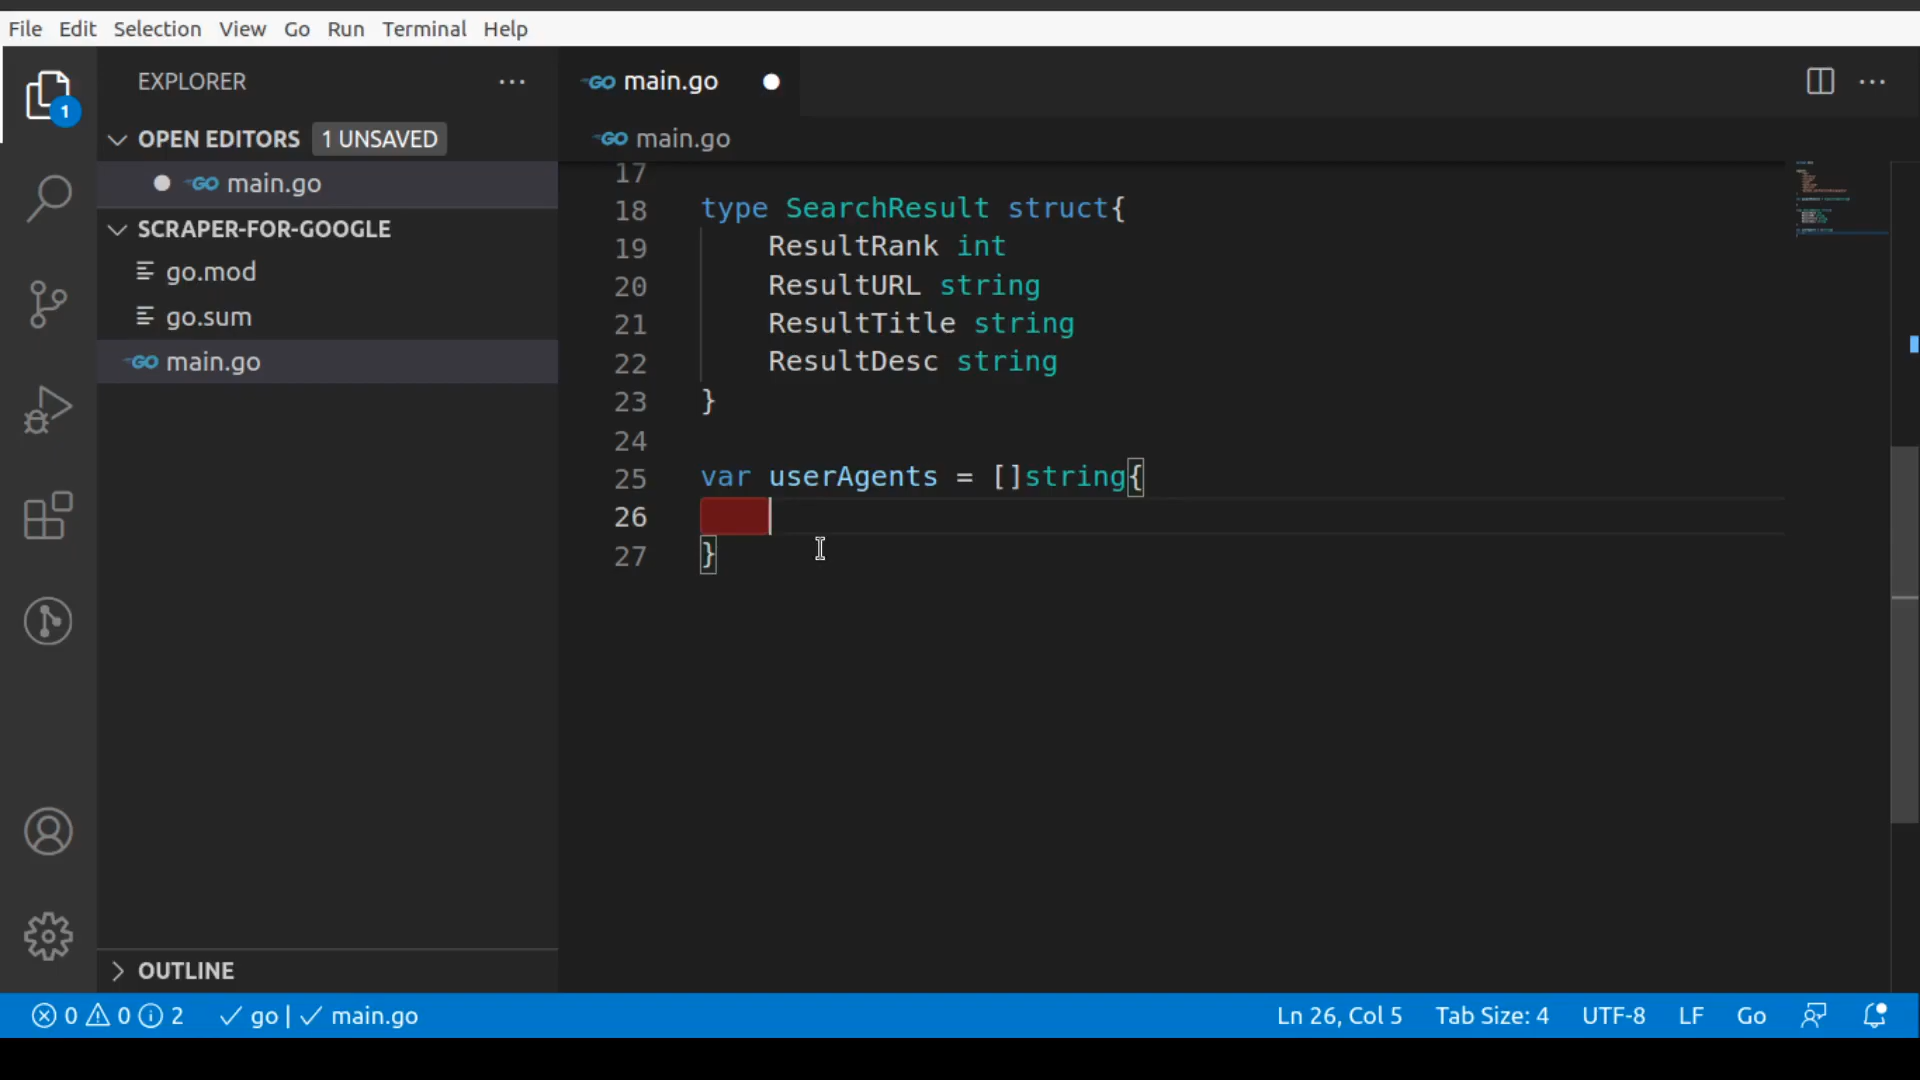 File Edit Selection View Go Run Terminal Help
EXPLORER
OPEN EDITORS 1 UNSAVED
main.go
SCRAPER-FOR-GOOGLE
go.mod
go.sum
main.go
OUTLINE
1
main.go
main.go
17
18 type SearchResult struct{
19 ResultRank int
20 ResultURL string
21 ResultTitle string
22 ResultDesc string
23 }
24
25 var userAgents = []string{
26
27 }
0 0 2 go | main.go Ln 26, Col 5 Tab Size: 4 UTF-8 LF Go